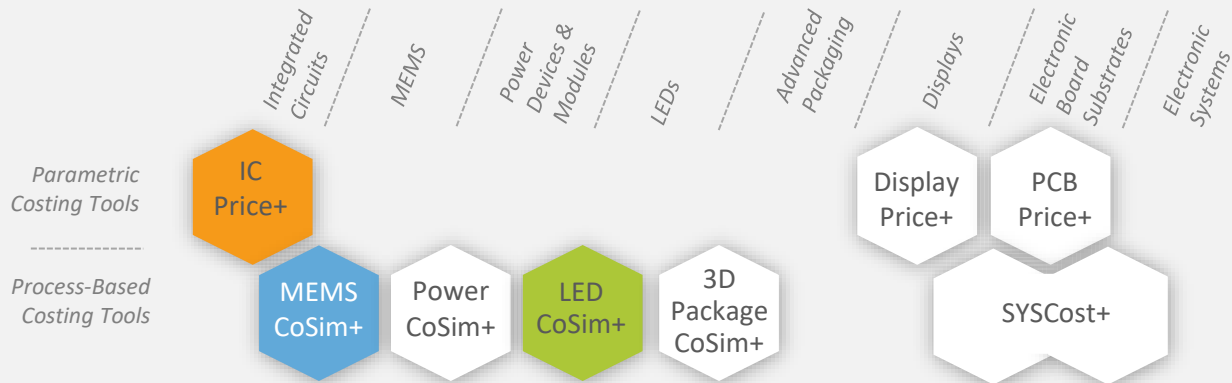 Integrated
Circuits
MEMS
Power
Devices &
Modules
LEDs
Advanced
Packaging
Displays
Electronic
Board
Substrates
Electronic
Systems
Parametric
Costing Tools
IC
Price+
Display
Price+
PCB
Price+
Process-Based
Costing Tools
MEMS
CoSim+
Power
CoSim+
LED
CoSim+
3D
Package
CoSim+
SYSCost+